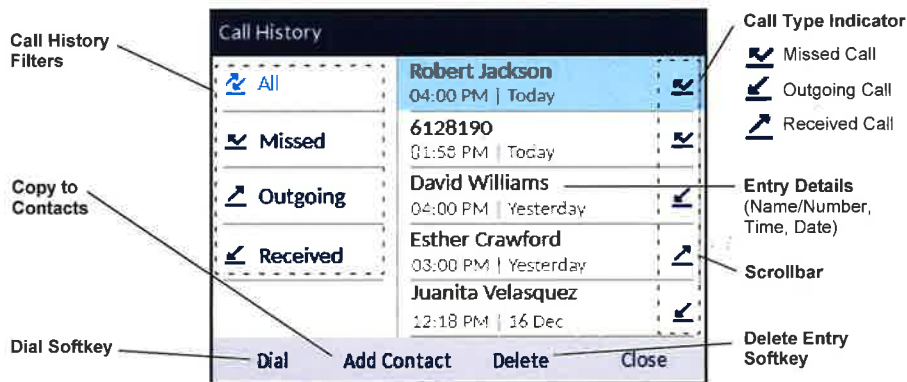 Call History
Filters
Copy to
Contacts
Dial Softkey
Call History
All
Missed
Outgoing
Received
Robert Jackson
04:00 PM | Today
6128190
01:58 PM | Today
David Williams
04:00 PM | Yesterday
Esther Crawford
03:00 PM | Yesterday
Juanita Velasquez
12:18 PM | 16 Dec
Dial Add Contact Delete Close
Call Type Indicator
Missed Call
Outgoing Call
Received Call
Entry Details
(Name/Number,
Time, Date)
Scrollbar
Delete Entry
Softkey